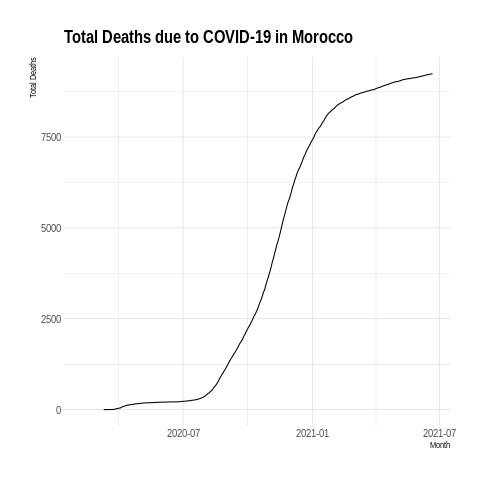 Total Deaths due to COVID-19 in Morocco
Total Deaths
7500
5000
2500
0
2020-07
2021-01
2021-07
Month